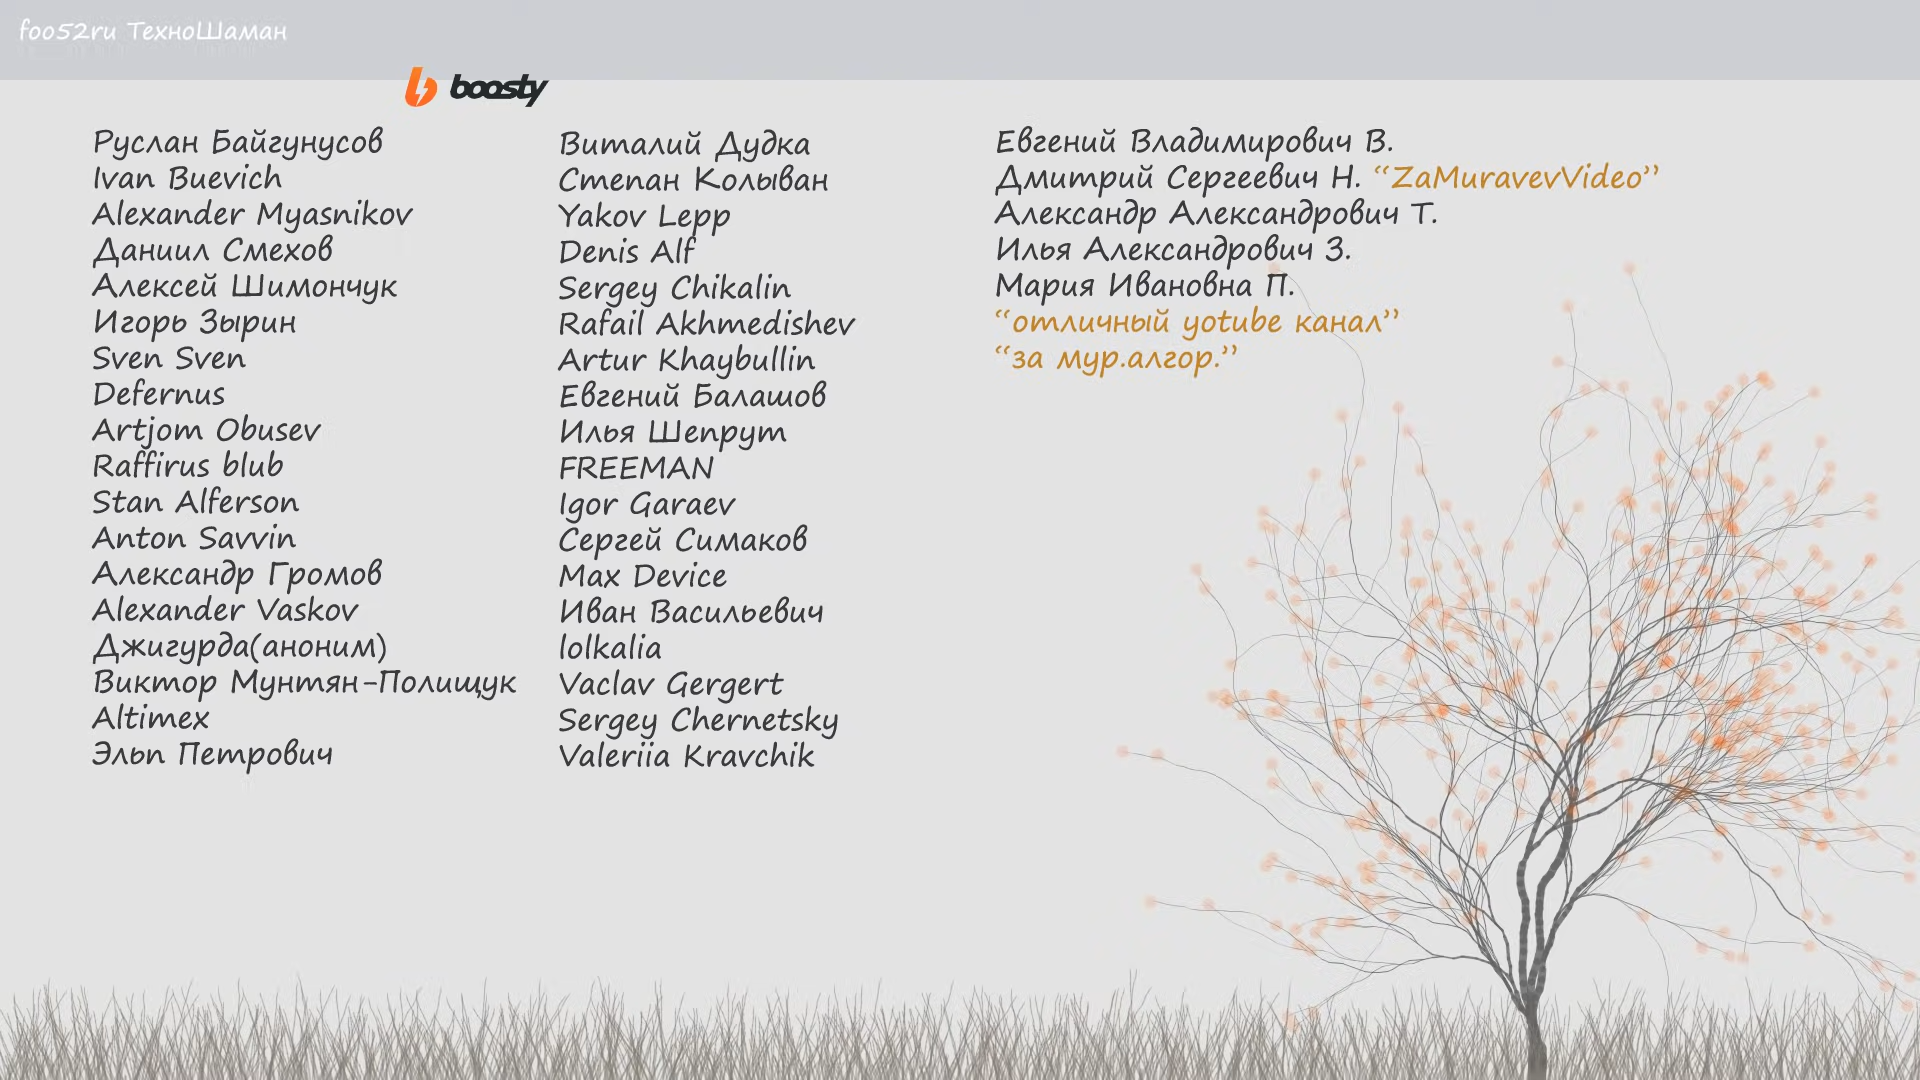 foo52ru ТехноШаман
boosty
Руслан Байгунусов
Ivan Buevich
Alexander Myasnikov
Даниил Смехов
Алексей Шимончук
Игорь Зырин
Sven Sven
Defernus
Artjom Obusev
Raffirus blub
Stan Alferson
Anton Savvin
Александр Громов
Alexander Vaskov
Джигурда(аноним)
Виктор Мунтян-Полищук
Altimex
Эльп Петрович
Виталий Дудка
Степан Колыван
Yakov Lepp
Denis Alf
Sergey Chikalin
Rafail Akhmedishev
Artur Khaybullin
Евгений Балашов
Илья Шепрут
FREEMAN
Igor Garaev
Сергей Симаков
Max Device
Иван Васильевич
lolkalia
Vaclav Gergert
Sergey Chernetsky
Valeriia Kravchik
Евгений Владимирович В.
Дмитрий Сергеевич Н. “ZaMuravevVideo”
Александр Александрович Т.
Илья Александрович З.
Мария Ивановна П.
“отличный yotube канал”
“за мур.алгор.”